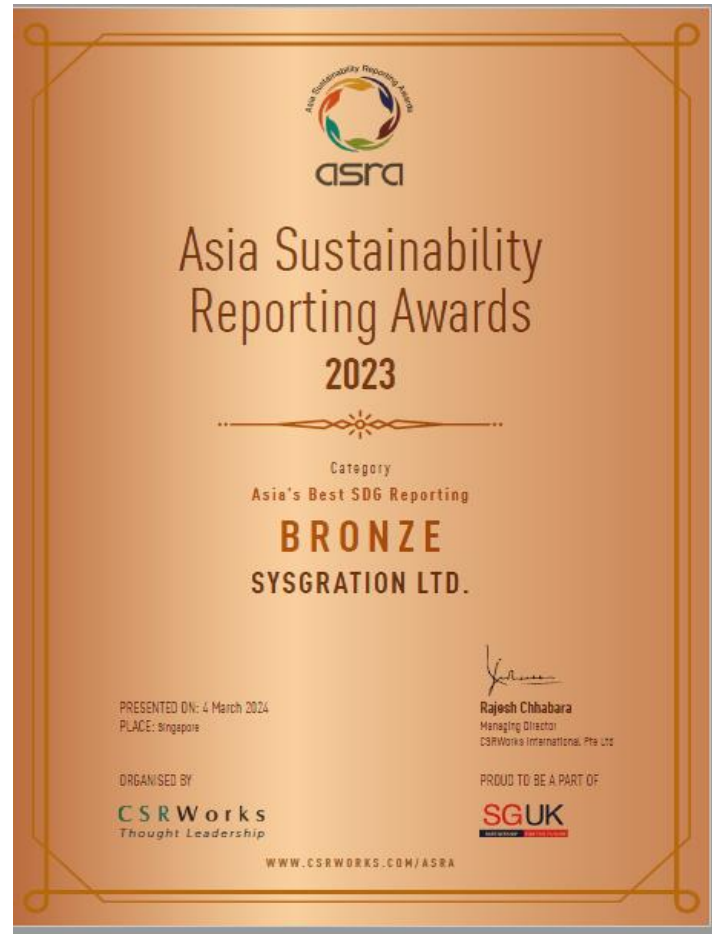 Asia Sustainability Reporting Awards
asra
Asia Sustainability
Reporting Awards
2023
Category
Asia's Best SDG Reporting
BRONZE
SYSGRATION LTD.
PRESENTED ON: 4 March 2024
PLACE: Singapore
Rajesh Chhabara
Managing Director
CSRWorks International Pte Ltd
ORGANISED BY
CSRWorks
Thought Leadership
PROUD TO BE A PART OF
SGUK
WWW.CSRWORKS.COM/ASRA